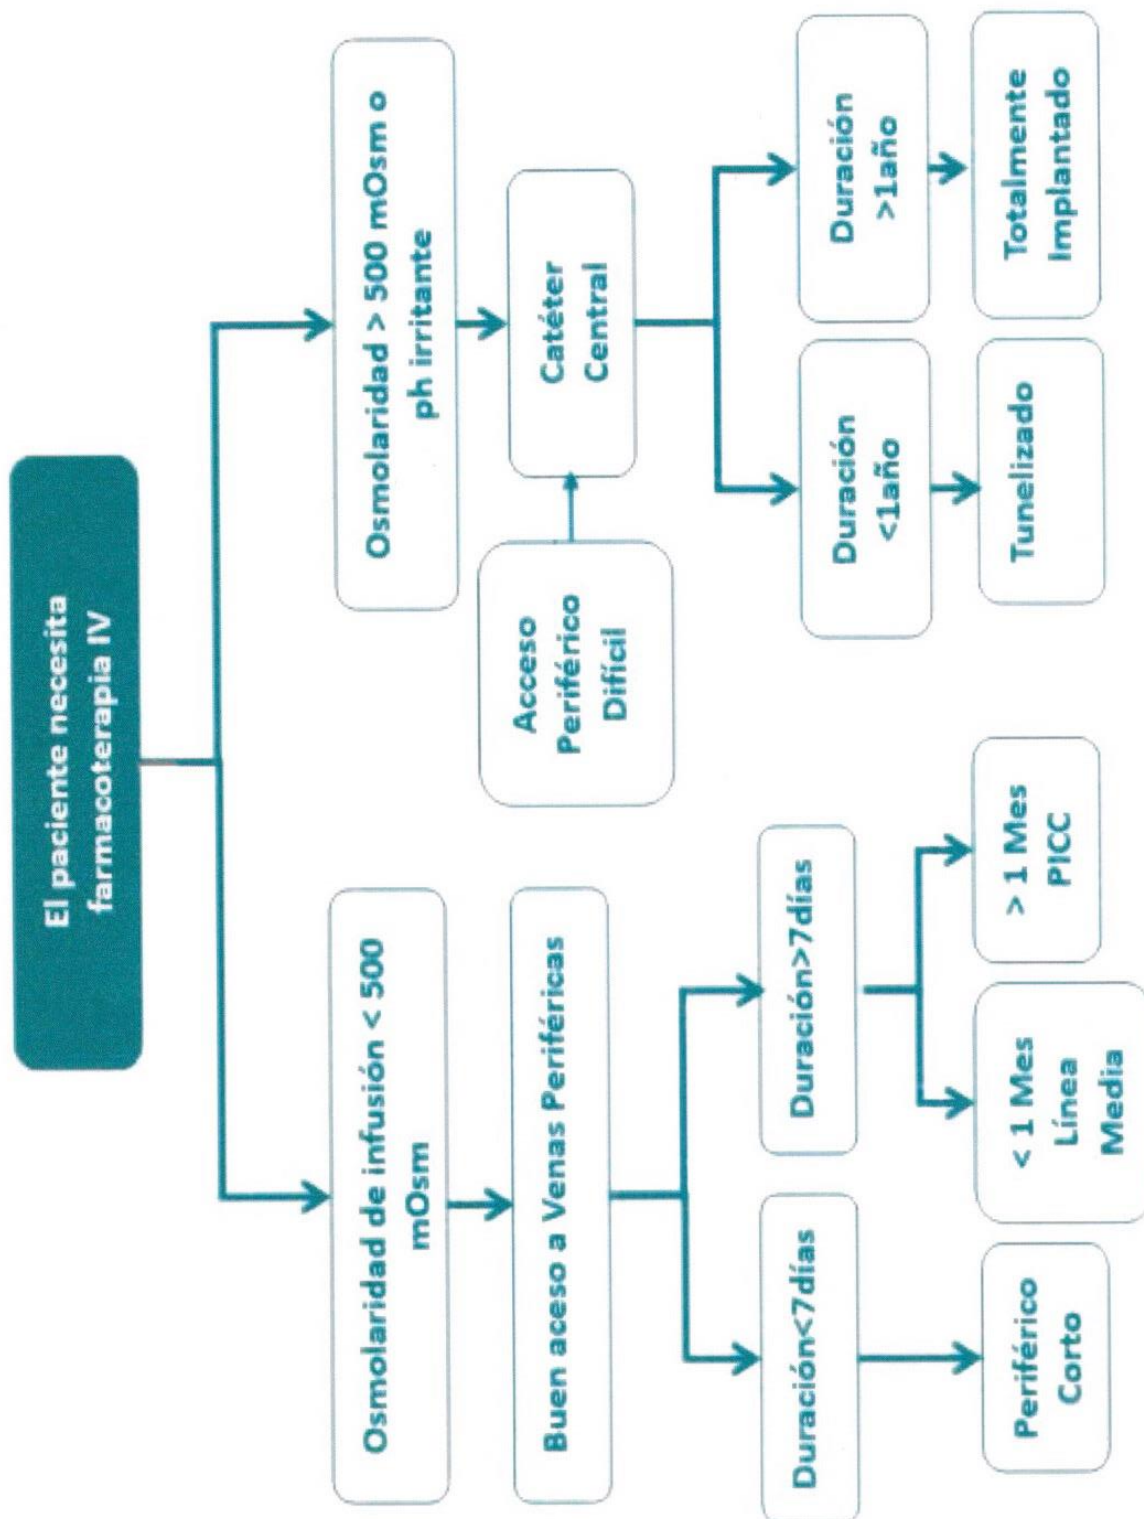 El paciente necesita
farmacoterapia IV
Osmolaridad de infusión < 500
mOsm
Osmolaridad > 500 mOsm o
ph irritante
Buen aceso a Venas Periféricas
Acceso
Periférico
Difícil
Catéter
Central
Duración<7días
Duración>7días
Duración
<1año
Duración
>1año
Periférico
Corto
< 1 Mes
Línea
Media
> 1 Mes
PICC
Tunelizado
Totalmente
Implantado